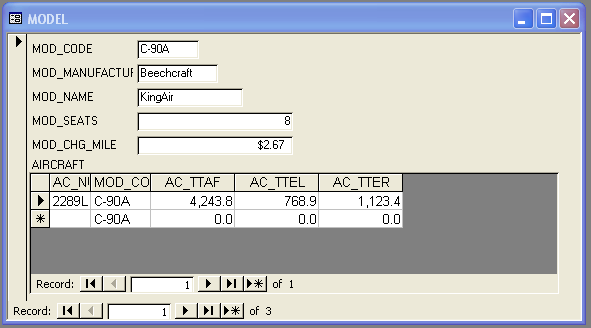 MODEL
MOD_CODE C-90A
MOD_MANUFACTUR Beechcraft
MOD_NAME KingAir
MOD_SEATS 8
MOD_CHG_MILE $2.67
AIRCRAFT
AC_NU MOD_CO AC_TTAF AC_TTEL AC_TTER
2289L C-90A 4,243.8 768.9 1,123.4
C-90A 0.0 0.0 0.0
Record: 1 of 1
Record: 1 of 3